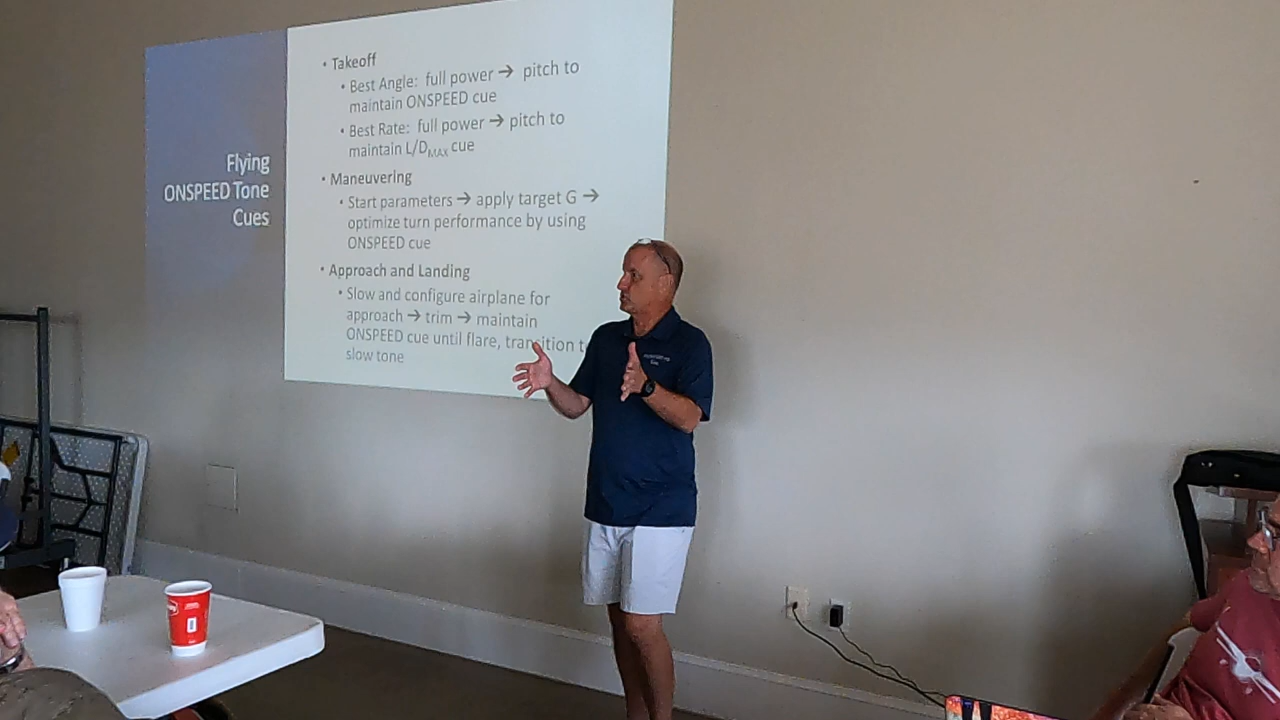 Flying
ONSPEED Tone
Cues
• Takeoff
• Best Angle: full power → pitch to
maintain ONSPEED cue
• Best Rate: full power → pitch to
maintain L/DMAX cue
• Maneuvering
• Start parameters → apply target G →
optimize turn performance by using
ONSPEED cue
• Approach and Landing
• Slow and configure airplane for
approach → trim → maintain
ONSPEED cue until flare, transition
slow tone